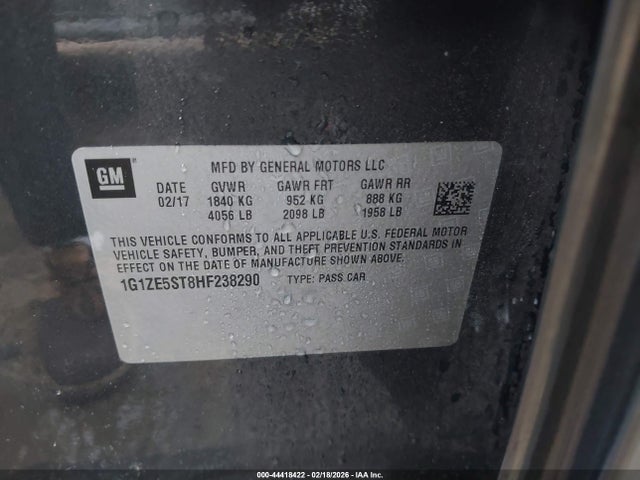 GM
MFD BY GENERAL MOTORS LLC
DATE GVWR GAWR FRT GAWR RR
02/17 1840 KG 952 KG 888 KG
4056 LB 2098 LB 1958 LB
THIS VEHICLE CONFORMS TO ALL APPLICABLE U.S. FEDERAL MOTOR
VEHICLE SAFETY, BUMPER, AND THEFT PREVENTION STANDARDS IN
EFFECT ON THE DATE OF MANUFACTURE SHOWN ABOVE.
1G1ZE5ST8HF238290 TYPE: PASS CAR
000-44418422 - 02/18/2026 - IAA Inc.